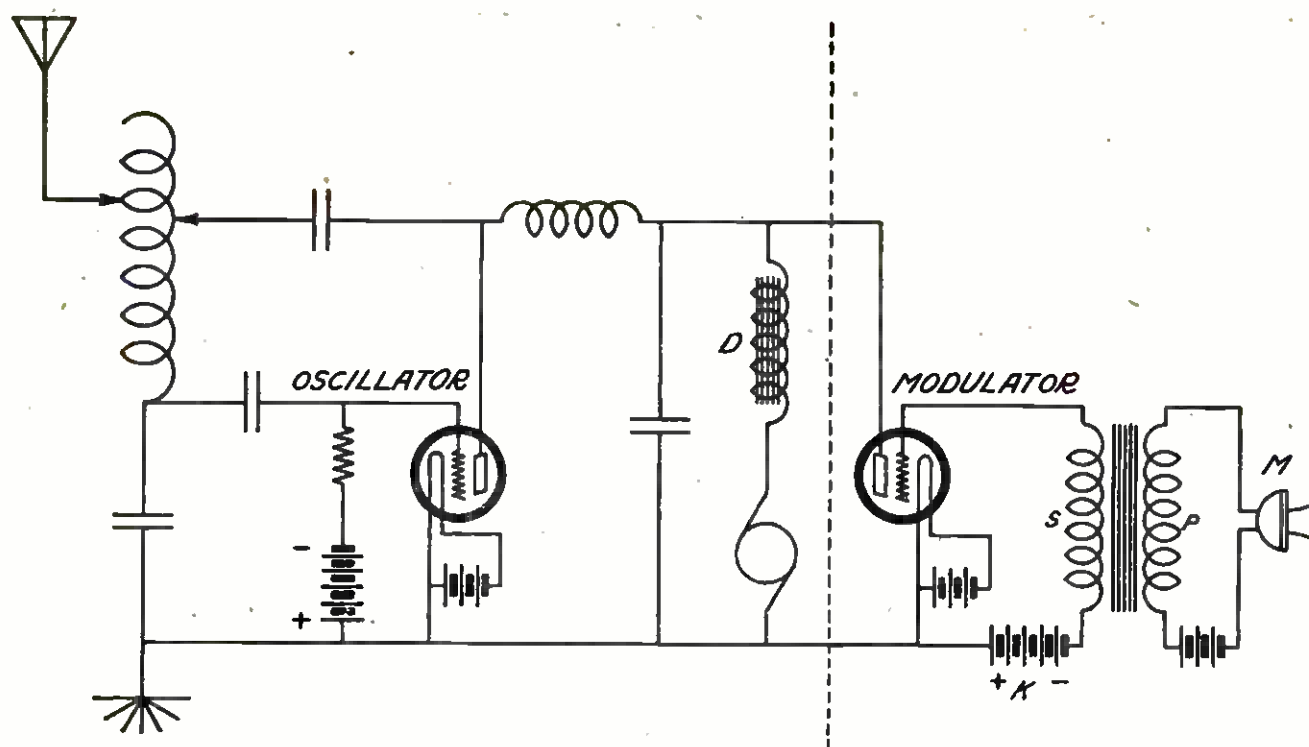 D
OSCILLATOR
MODULATOR
M
S
P
-
+
+ K -